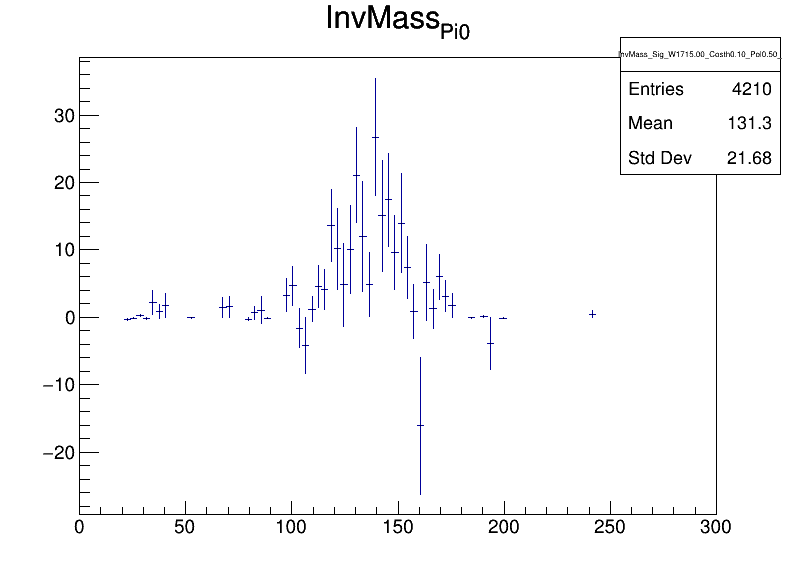 InvMassPi0
InvMass_Sig_W1715.00_Costh0.10_Pol0.50_
Entries 4210
Mean 131.3
Std Dev 21.68
30
20
10
0
−10
−20
0 50 100 150 200 250 300